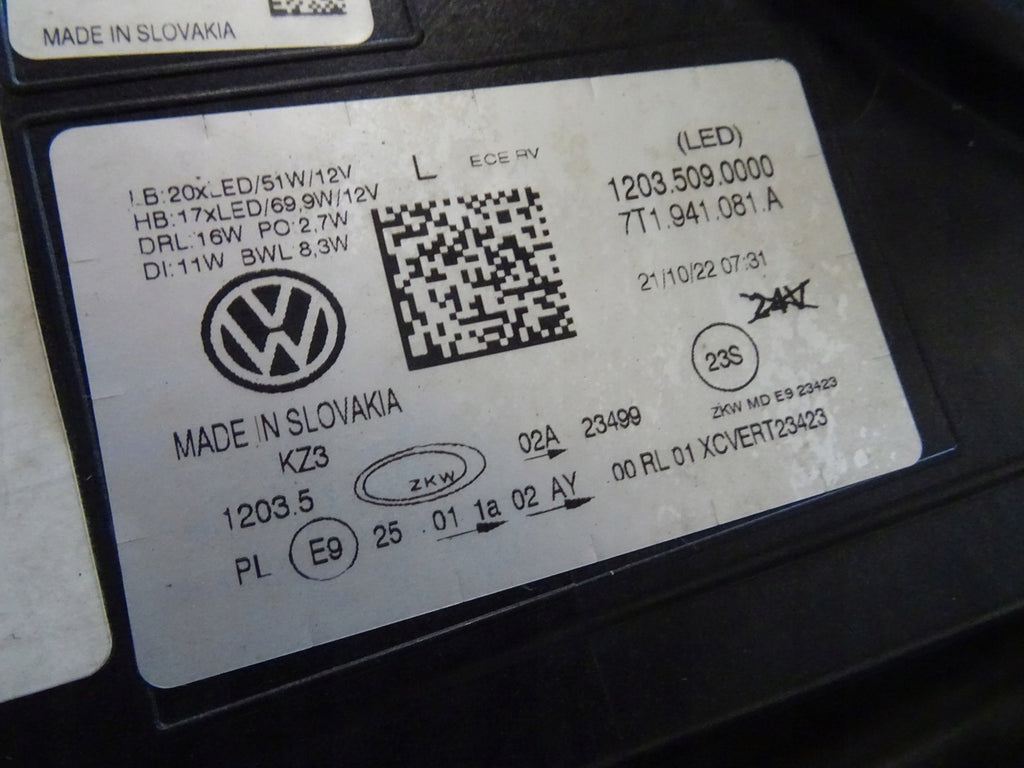 MADE IN SLOVAKIA
LB:20xLED/51W/12V
HB:17xLED/69,9W/12V
DRL:16W PO:2,7W
DI:11W BWL 8,3W
L
ECE RV
(LED)
1203.509.0000
7T1.941.081.A
21/10/22 07:31
24V
23S
ZKW MD E9 23423
MADE IN SLOVAKIA
KZ3
ZKW
02A 23499
1203.5
PL E9 25 01 1a 02 AY 00 RL 01 XCVERT23423